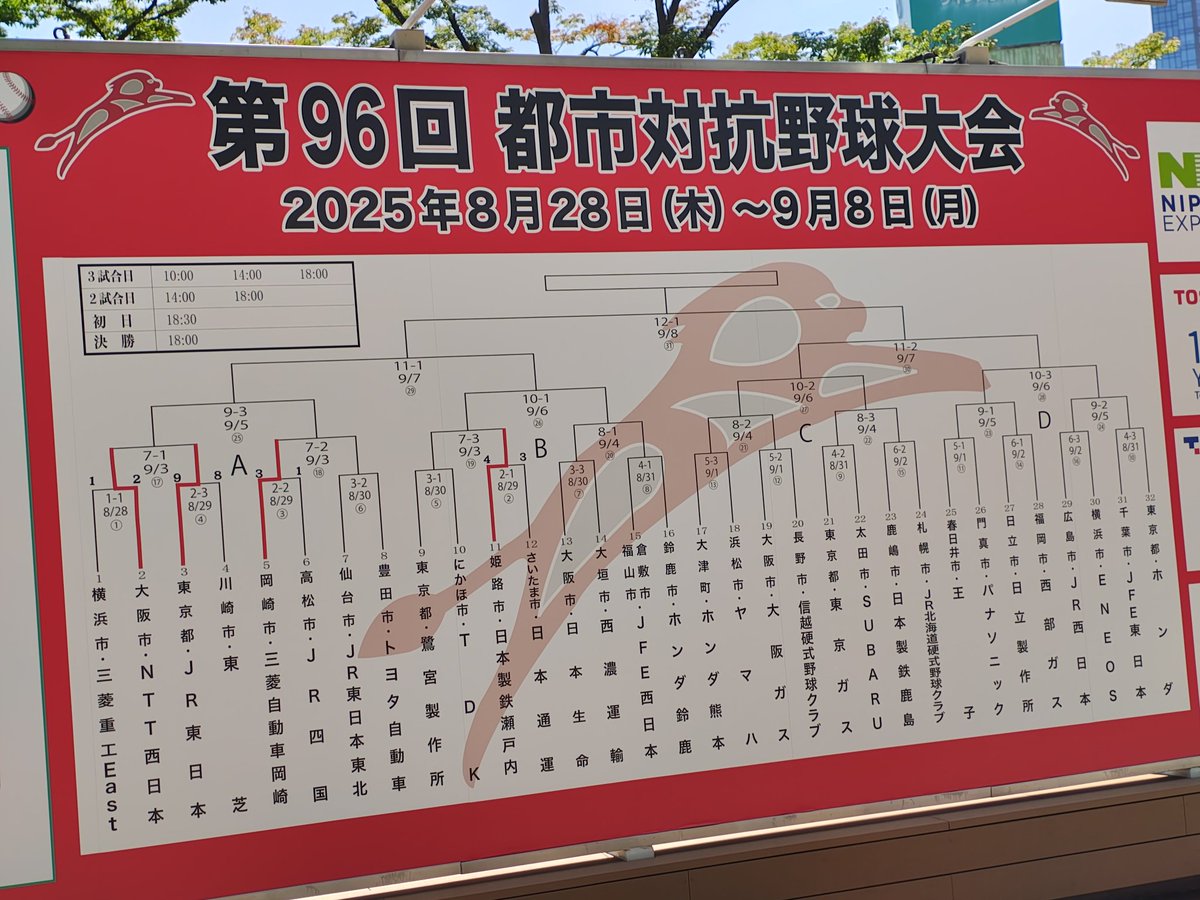 第96回 都市対抗野球大会
2025年8月28日(木)～9月8日(月)
3試合日 10:00 14:00 18:00
2試合日 14:00 18:00
初日 18:30
決勝 18:00
12-1 9/8 ㉛
11-1 9/7 ㉙
11-2 9/7 ㉚
9-3 9/5 ㉕
10-1 9/6 ㉖
10-2 9/6 ㉗
10-3 9/6 ㉘
7-1 9/3 ⑰
A
7-2 9/3 ⑱
7-3 9/3 ⑲
B
8-1 9/4 ⑳
8-2 9/4 ㉑
C
8-3 9/4 ㉒
9-1 9/5 ㉓
D
9-2 9/5 ㉔
1 1-1 8/28 ① 2
9 2-3 8/29 ④ 8
3 2-2 8/29 ③ 1
3-2 8/30 ⑥
3-1 8/30 ⑤
4 2-1 8/29 ② 3
3-3 8/30 ⑦
4-1 8/31 ⑧
5-3 9/1 ⑬
5-2 9/1 ⑫
4-2 8/31 ⑨
6-2 9/2 ⑮
5-1 9/1 ⑪
6-1 9/2 ⑭
6-3 9/2 ⑯
4-3 8/31 ⑩
1 横浜市・三菱重工East
2 大阪市・NTT西日本
3 東京都・JR東日本
4 川崎市・東芝
5 岡崎市・三菱自動車岡崎
6 高松市・JR四国
7 仙台市・JR東日本東北
8 豊田市・トヨタ自動車
9 東京都・鷺宮製作所
10 にかほ市・TDK
11 姫路市・日本製鉄瀬戸内
12 さいたま市・日本通運
13 大阪市・日本生命
14 大垣市・西濃運輸
15 福山市 倉敷市・JFE西日本
16 鈴鹿市・ホンダ鈴鹿
17 大津町・ホンダ熊本
18 浜松市・ヤマハ
19 大阪市・大阪ガス
20 長野市・信越硬式野球クラブ
21 東京都・東京ガス
22 太田市・SUBARU
23 鹿嶋市・日本製鉄鹿島
24 札幌市・JR北海道硬式野球クラブ
25 春日井市・王子
26 門真市・パナソニック
27 日立市・日立製作所
28 福岡市・西部ガス
29 広島市・JR西日本
30 横浜市・ENEOS
31 千葉市・JFE東日本
32 東京都・ホンダ
NIP
EXP
TOS